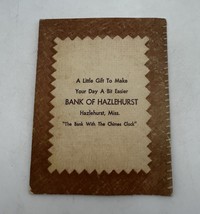 A Little Gift To Make
Your Day A Bit Easier
BANK OF HAZLEHURST
Hazlehurst, Miss.
"The Bank With The Chimes Clock"